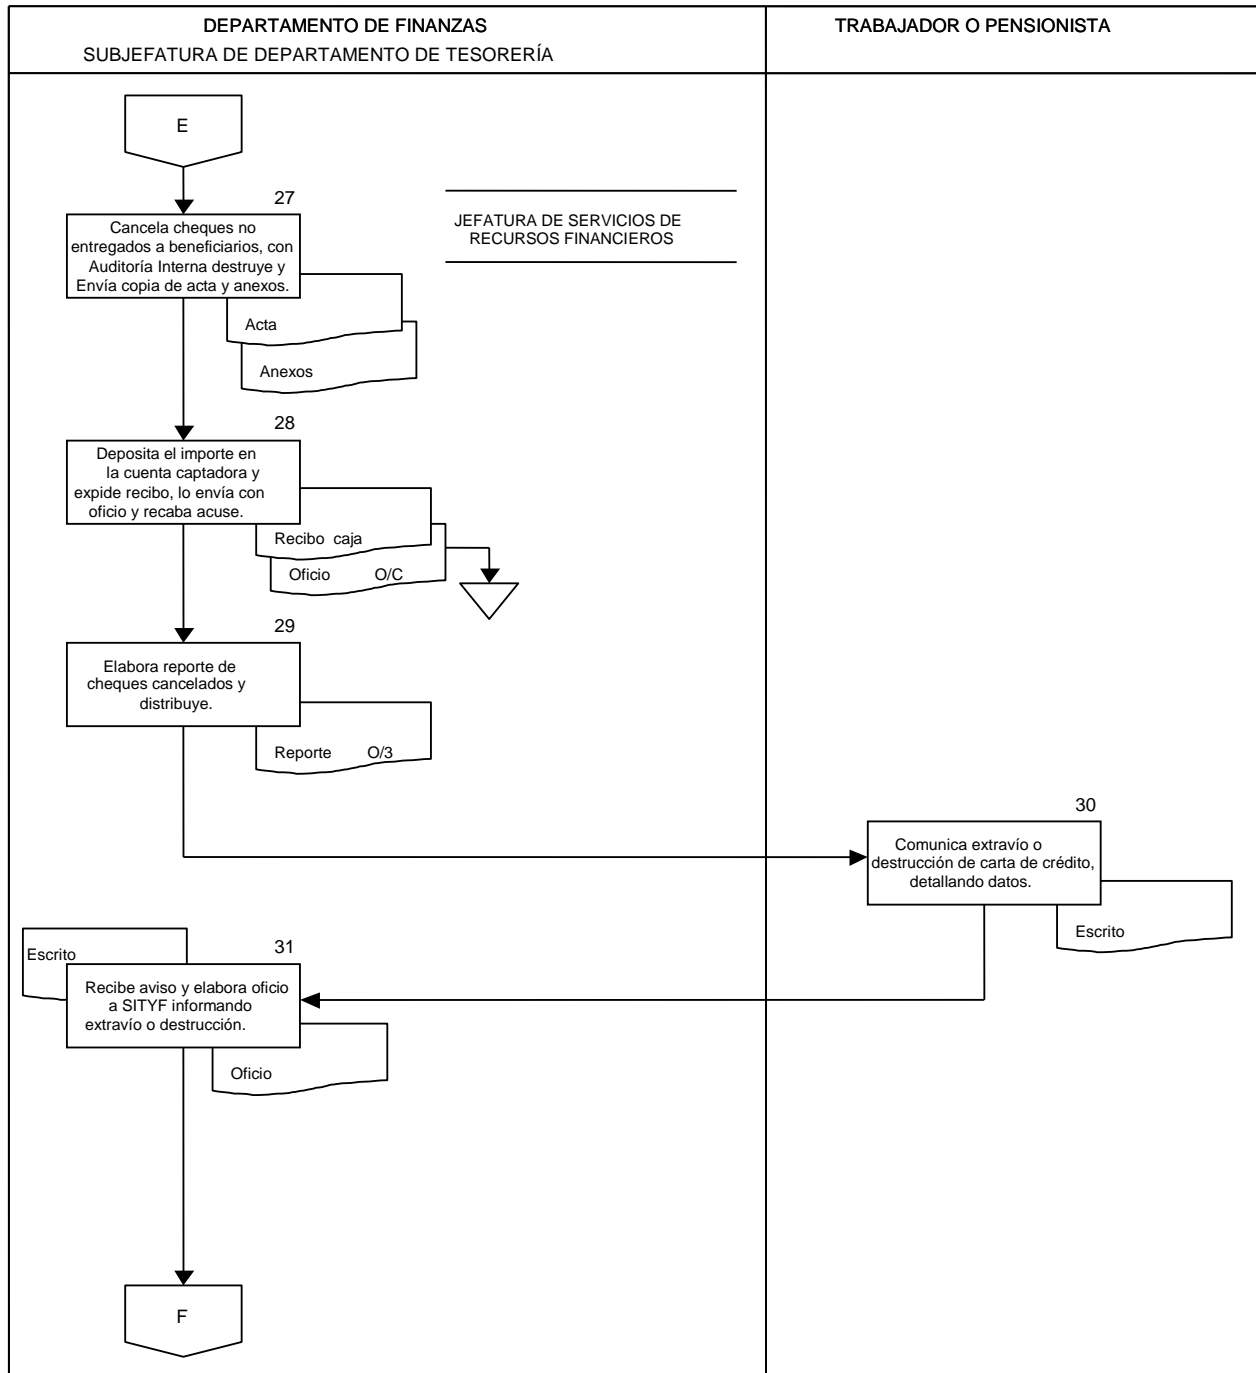 DEPARTAMENTO DE FINANZAS
SUBJEFATURA DE DEPARTAMENTO DE TESORERÍA
TRABAJADOR O PENSIONISTA
E
27
Cancela cheques no
entregados a beneficiarios, con
Auditoría Interna destruye y
Envía copia de acta y anexos.
Acta
Anexos
JEFATURA DE SERVICIOS DE
RECURSOS FINANCIEROS
28
Deposita el importe en
la cuenta captadora y
expide recibo, lo envía con
oficio y recaba acuse.
Recibo caja
Oficio O/C
29
Elabora reporte de
cheques cancelados y
distribuye.
Reporte O/3
30
Comunica extravío o
destrucción de carta de crédito,
detallando datos.
Escrito
31
Escrito
Recibe aviso y elabora oficio
a SITYF informando
extravío o destrucción.
Oficio
F